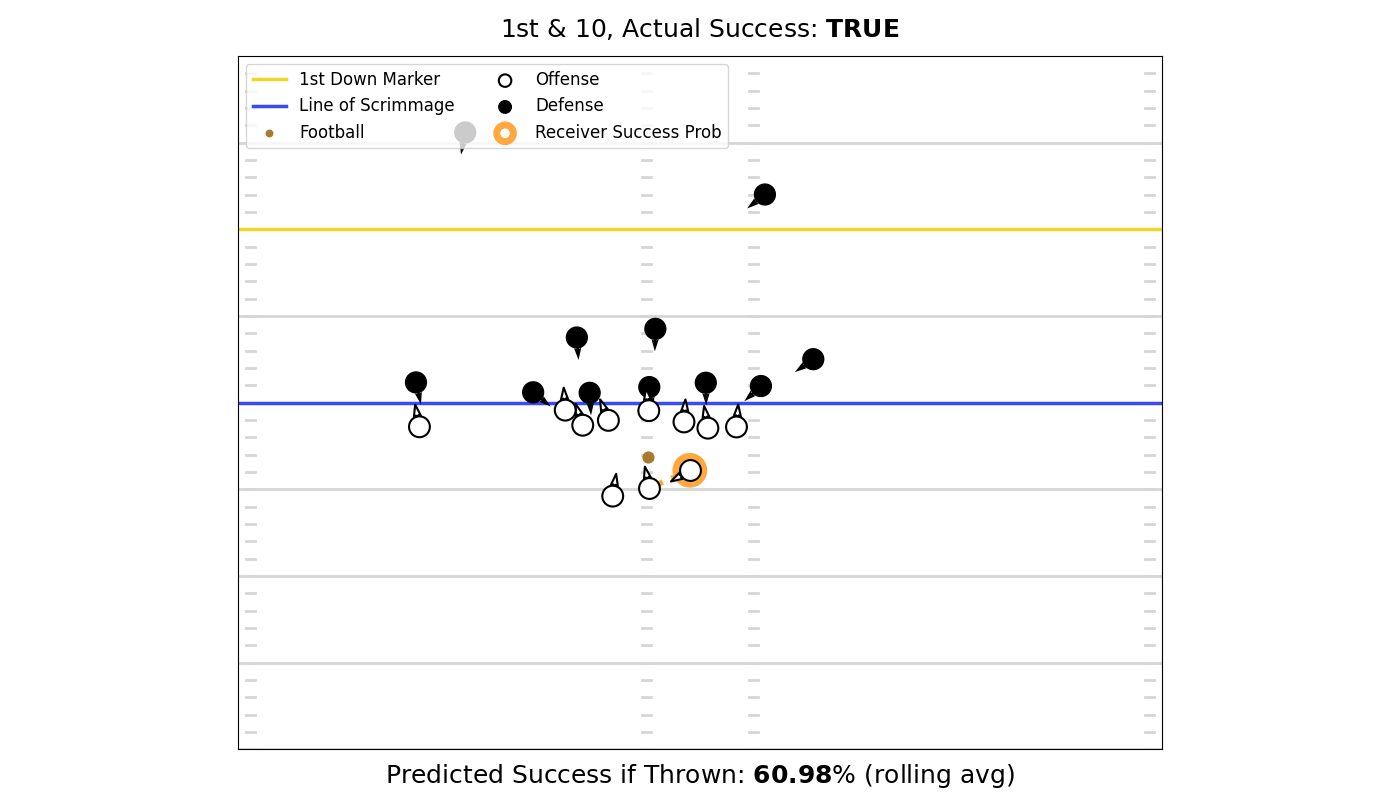 1st & 10, Actual Success: TRUE
1st Down Marker
Line of Scrimmage
Football
Offense
Defense
Receiver Success Prob
Predicted Success if Thrown: 60.98% (rolling avg)